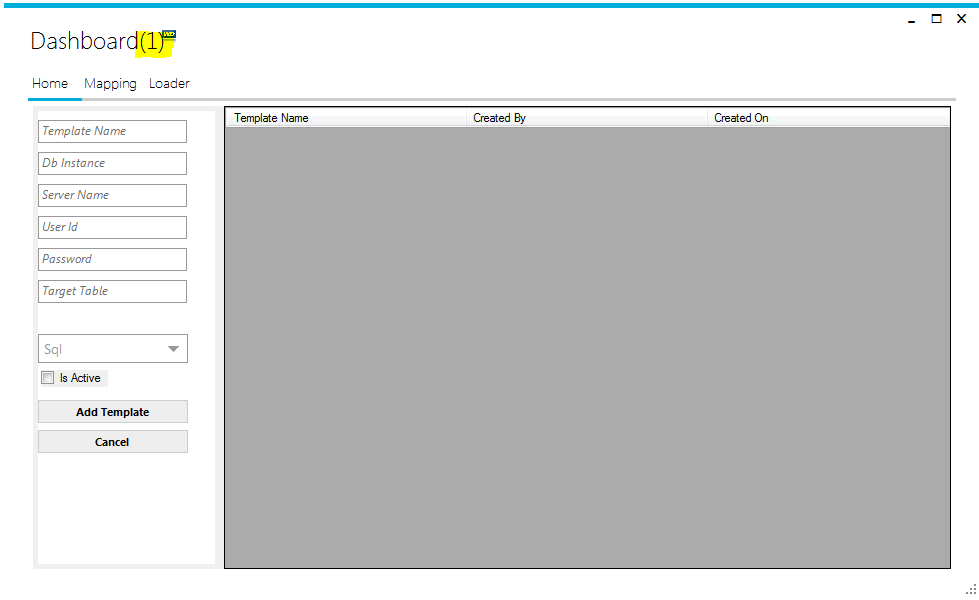 Dashboard(1)
Home Mapping Loader
Template Name
Db Instance
Server Name
User Id
Password
Target Table
Sql
Is Active
Add Template
Cancel
Template Name Created By Created On